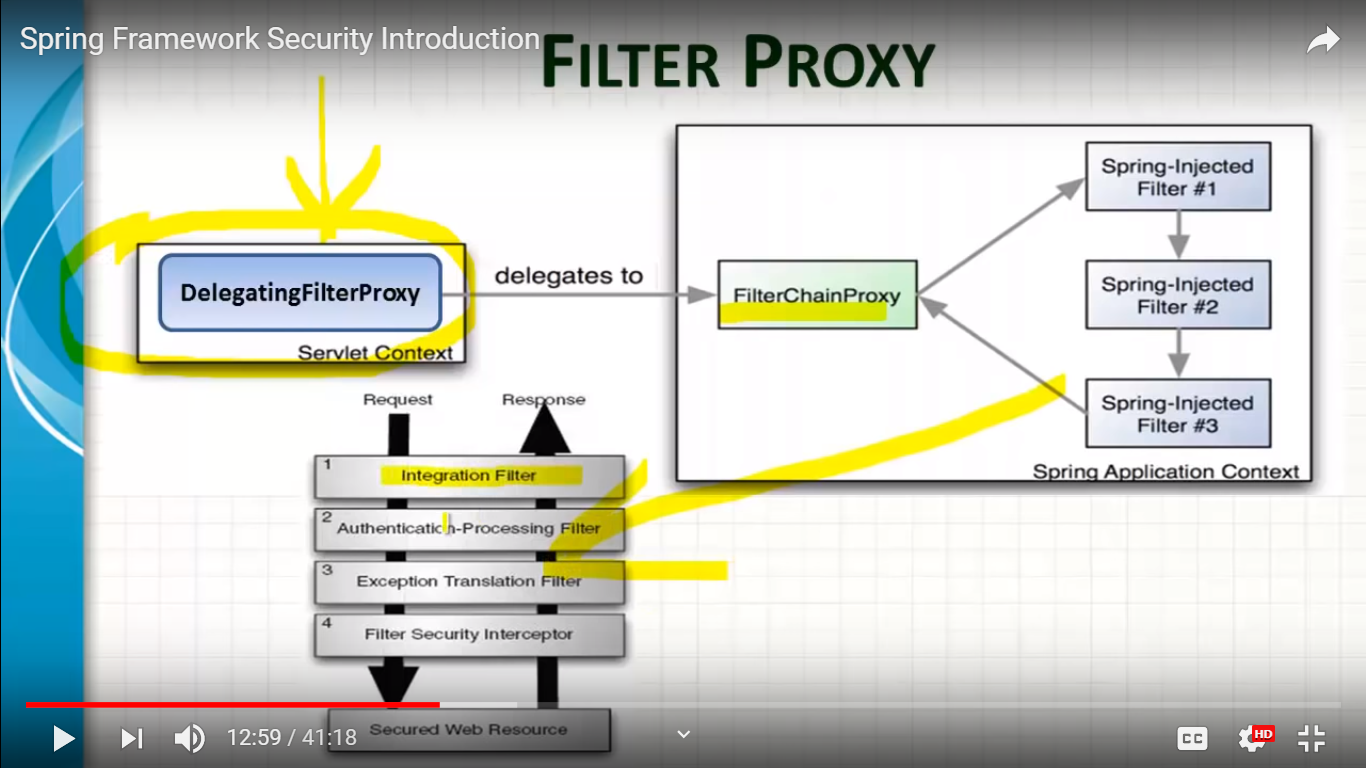 Spring Framework Security Introduction
FILTER PROXY
DelegatingFilterProxy
Servlet Context
delegates to
FilterChainProxy
Spring-Injected
Filter #1
Spring-Injected
Filter #2
Spring-Injected
Filter #3
Spring Application Context
Request
Response
1
Integration Filter
2
Authentication-Processing Filter
3
Exception Translation Filter
4
Filter Security Interceptor
Secured Web Resource
12:59 / 41:18
CC
HD